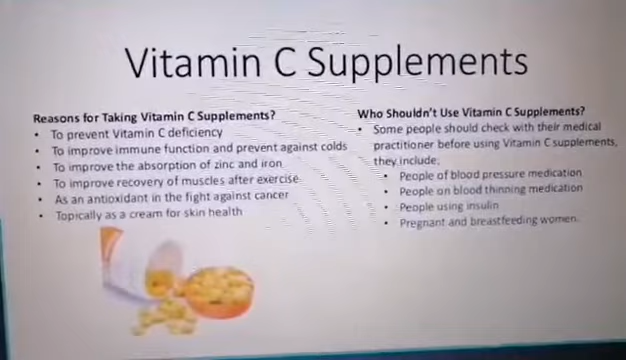 Vitamin C Supplements
Reasons for Taking Vitamin C Supplements?
• To prevent Vitamin C deficiency
• To improve immune function and prevent against colds
• To improve the absorption of zinc and iron
• To improve recovery of muscles after exercise
• As an antioxidant in the fight against cancer
• Topically as a cream for skin health
Who Shouldn't Use Vitamin C Supplements?
• Some people should check with their medical
practitioner before using Vitamin C supplements,
they include;
• People of blood pressure medication
• People on blood thinning medication
• People using insulin
• Pregnant and breastfeeding women.